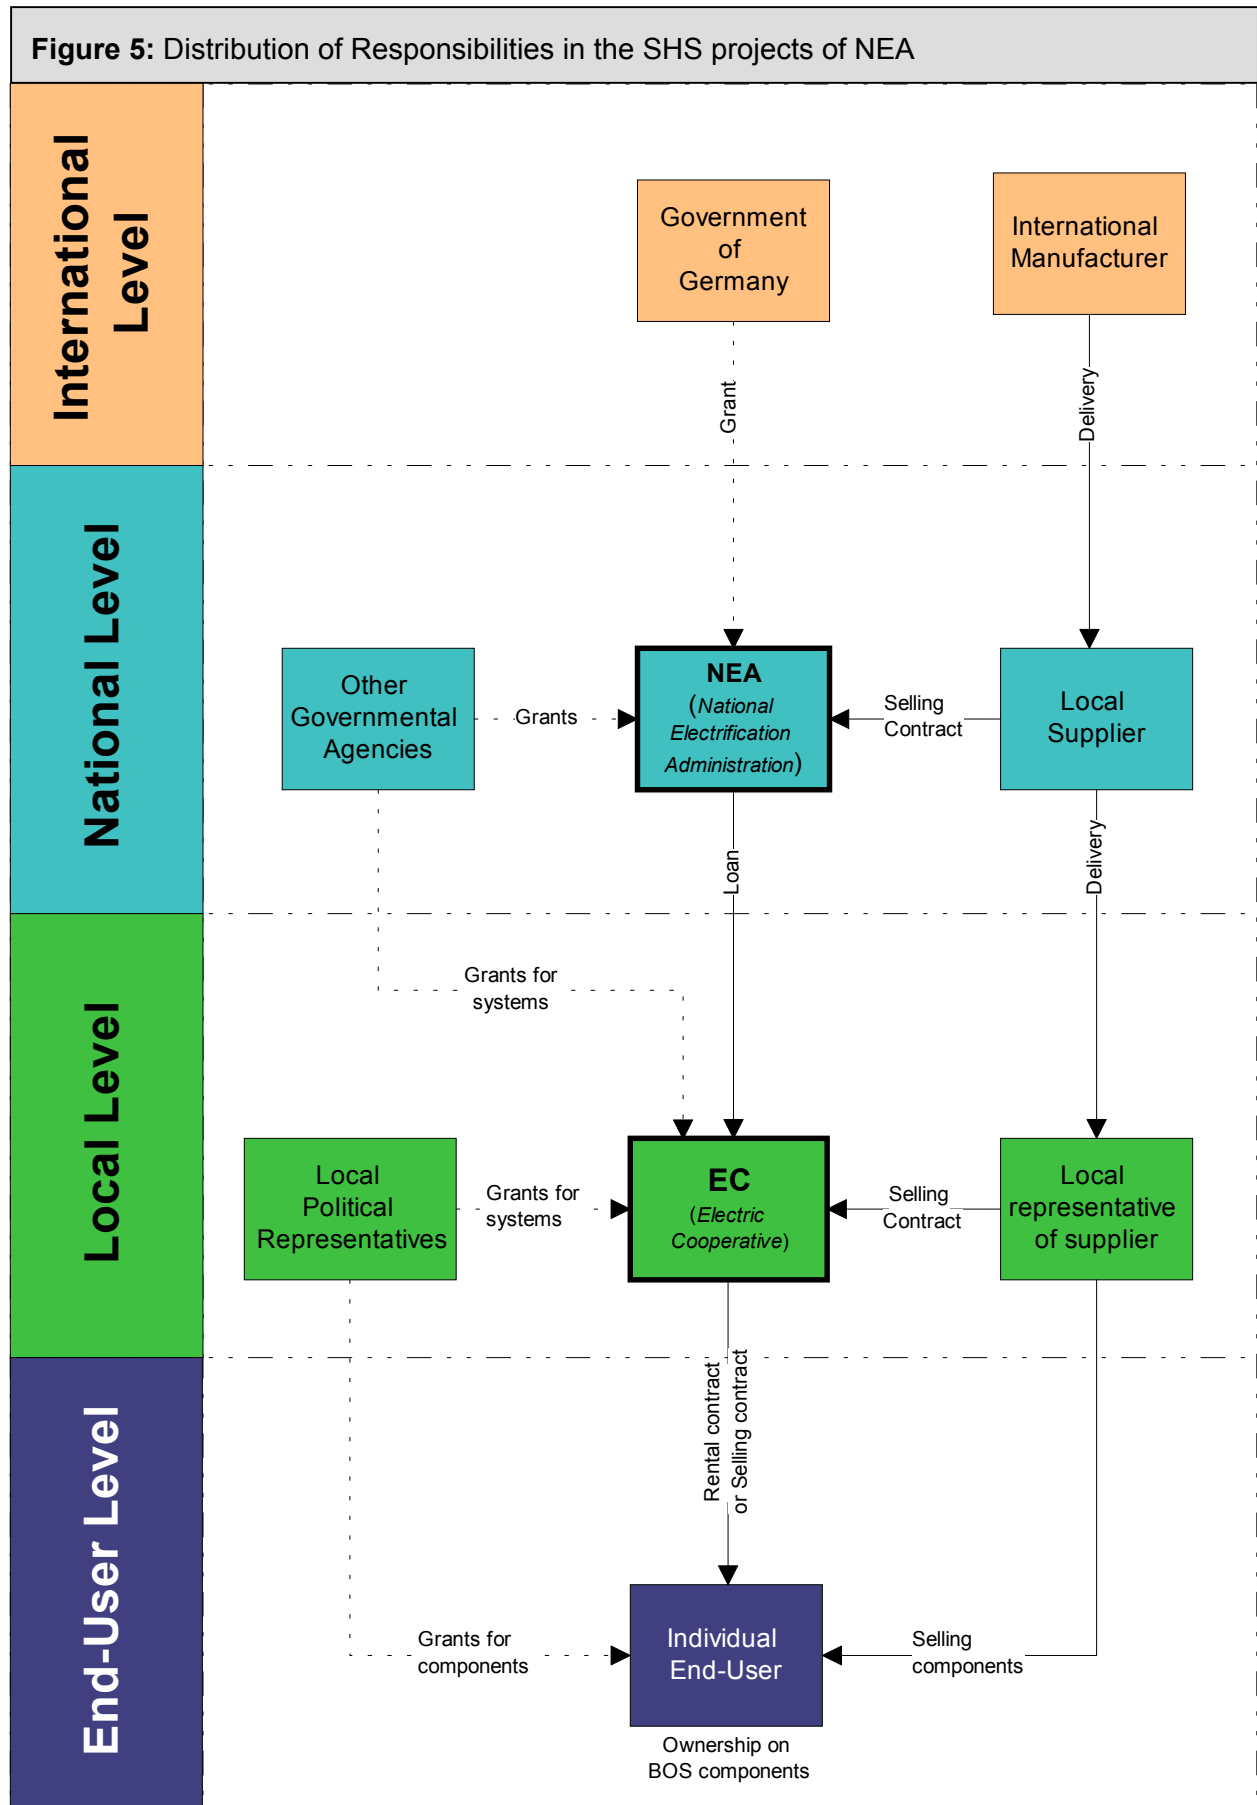 Figure 5: Distribution of Responsibilities in the SHS projects of NEA
International
Level
Government
of
Germany
International
Manufacturer
Grant
Delivery
National Level
Other
Governmental
Agencies
Grants
NEA
(National
Electrification
Administration)
Selling
Contract
Local
Supplier
Loan
Delivery
Local Level
Grants for
systems
Local
Political
Representatives
Grants for
systems
EC
(Electric
Cooperative)
Selling
Contract
Local
representative
of supplier
End-User Level
Rental contract
or Selling contract
Grants for
components
Individual
End-User
Selling
components
Ownership on
BOS components